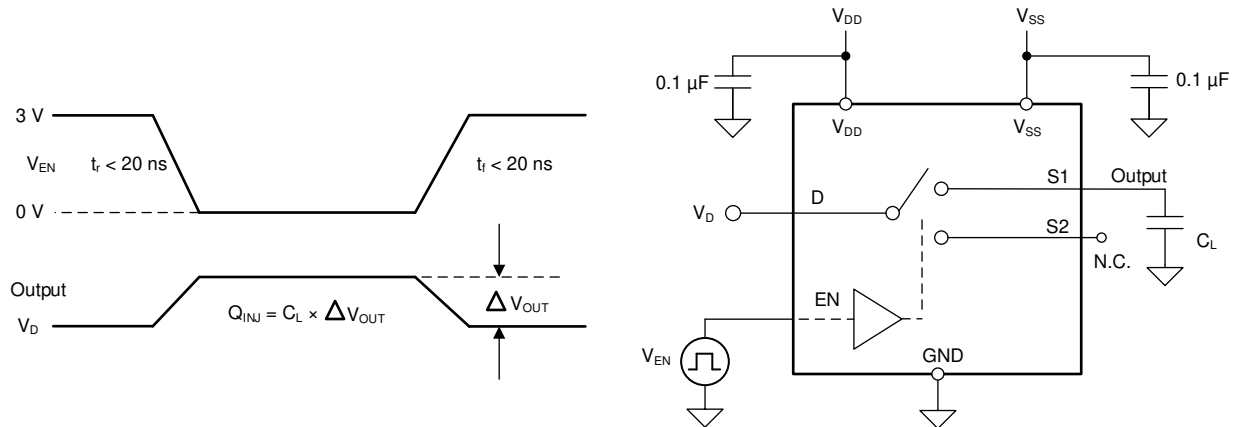 3 V
V_EN
t_r < 20 ns
t_f < 20 ns
0 V
Output
V_D
Q_INJ = C_L × Δ V_OUT
Δ V_OUT
V_DD
V_SS
0.1 µF
0.1 µF
V_DD
V_SS
S1
Output
V_D
D
S2
C_L
N.C.
EN
V_EN
GND